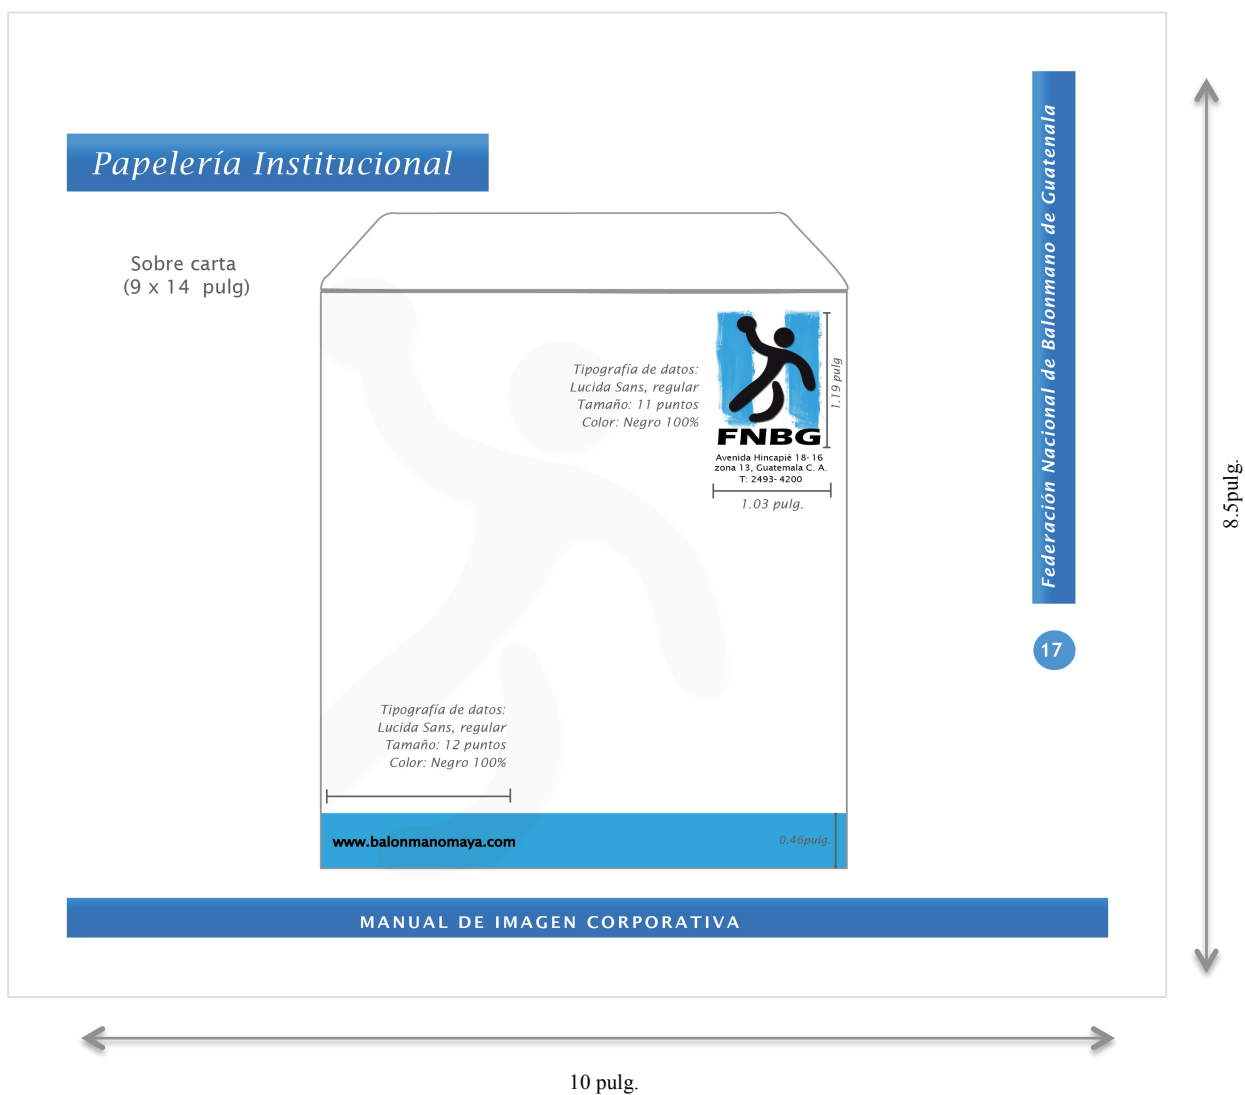 Papelería Institucional
Sobre carta
(9 x 14 pulg)
Tipografía de datos:
Lucida Sans, regular
Tamaño: 11 puntos
Color: Negro 100%
1.19 pulg
FNBG
Avenida Hincapié 18- 16
zona 13, Guatemala C. A.
T: 2493- 4200
1.03 pulg.
Tipografía de datos:
Lucida Sans, regular
Tamaño: 12 puntos
Color: Negro 100%
www.balonmanomaya.com
0.46pulg.
Federación Nacional de Balonmano de Guatenala
17
MANUAL DE IMAGEN CORPORATIVA
8.5pulg.
10 pulg.